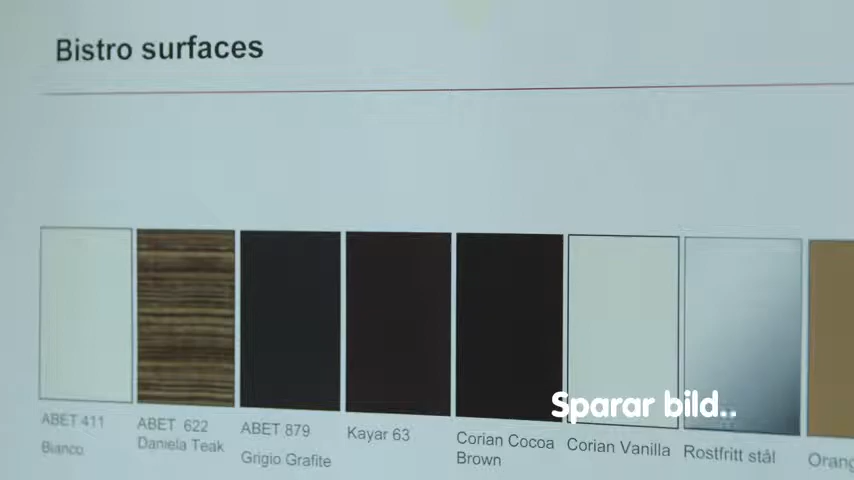 Bistro surfaces
ABET 411
Bianco
ABET 622
Daniela Teak
ABET 879
Grigio Grafite
Kayar 63
Corian Cocoa
Brown
Corian Vanilla
Rostfritt stål
Sparar bild..